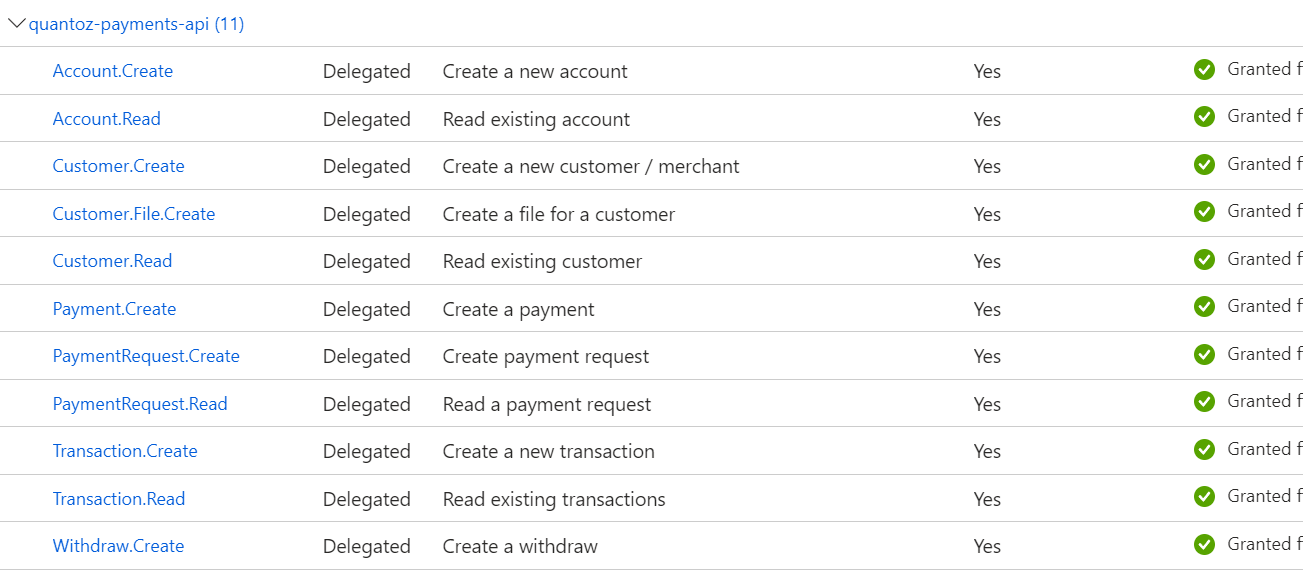 quantoz-payments-api (11)
Account.Create Delegated Create a new account Yes Granted f
Account.Read Delegated Read existing account Yes Granted f
Customer.Create Delegated Create a new customer / merchant Yes Granted f
Customer.File.Create Delegated Create a file for a customer Yes Granted f
Customer.Read Delegated Read existing customer Yes Granted f
Payment.Create Delegated Create a payment Yes Granted f
PaymentRequest.Create Delegated Create payment request Yes Granted f
PaymentRequest.Read Delegated Read a payment request Yes Granted f
Transaction.Create Delegated Create a new transaction Yes Granted f
Transaction.Read Delegated Read existing transactions Yes Granted f
Withdraw.Create Delegated Create a withdraw Yes Granted f